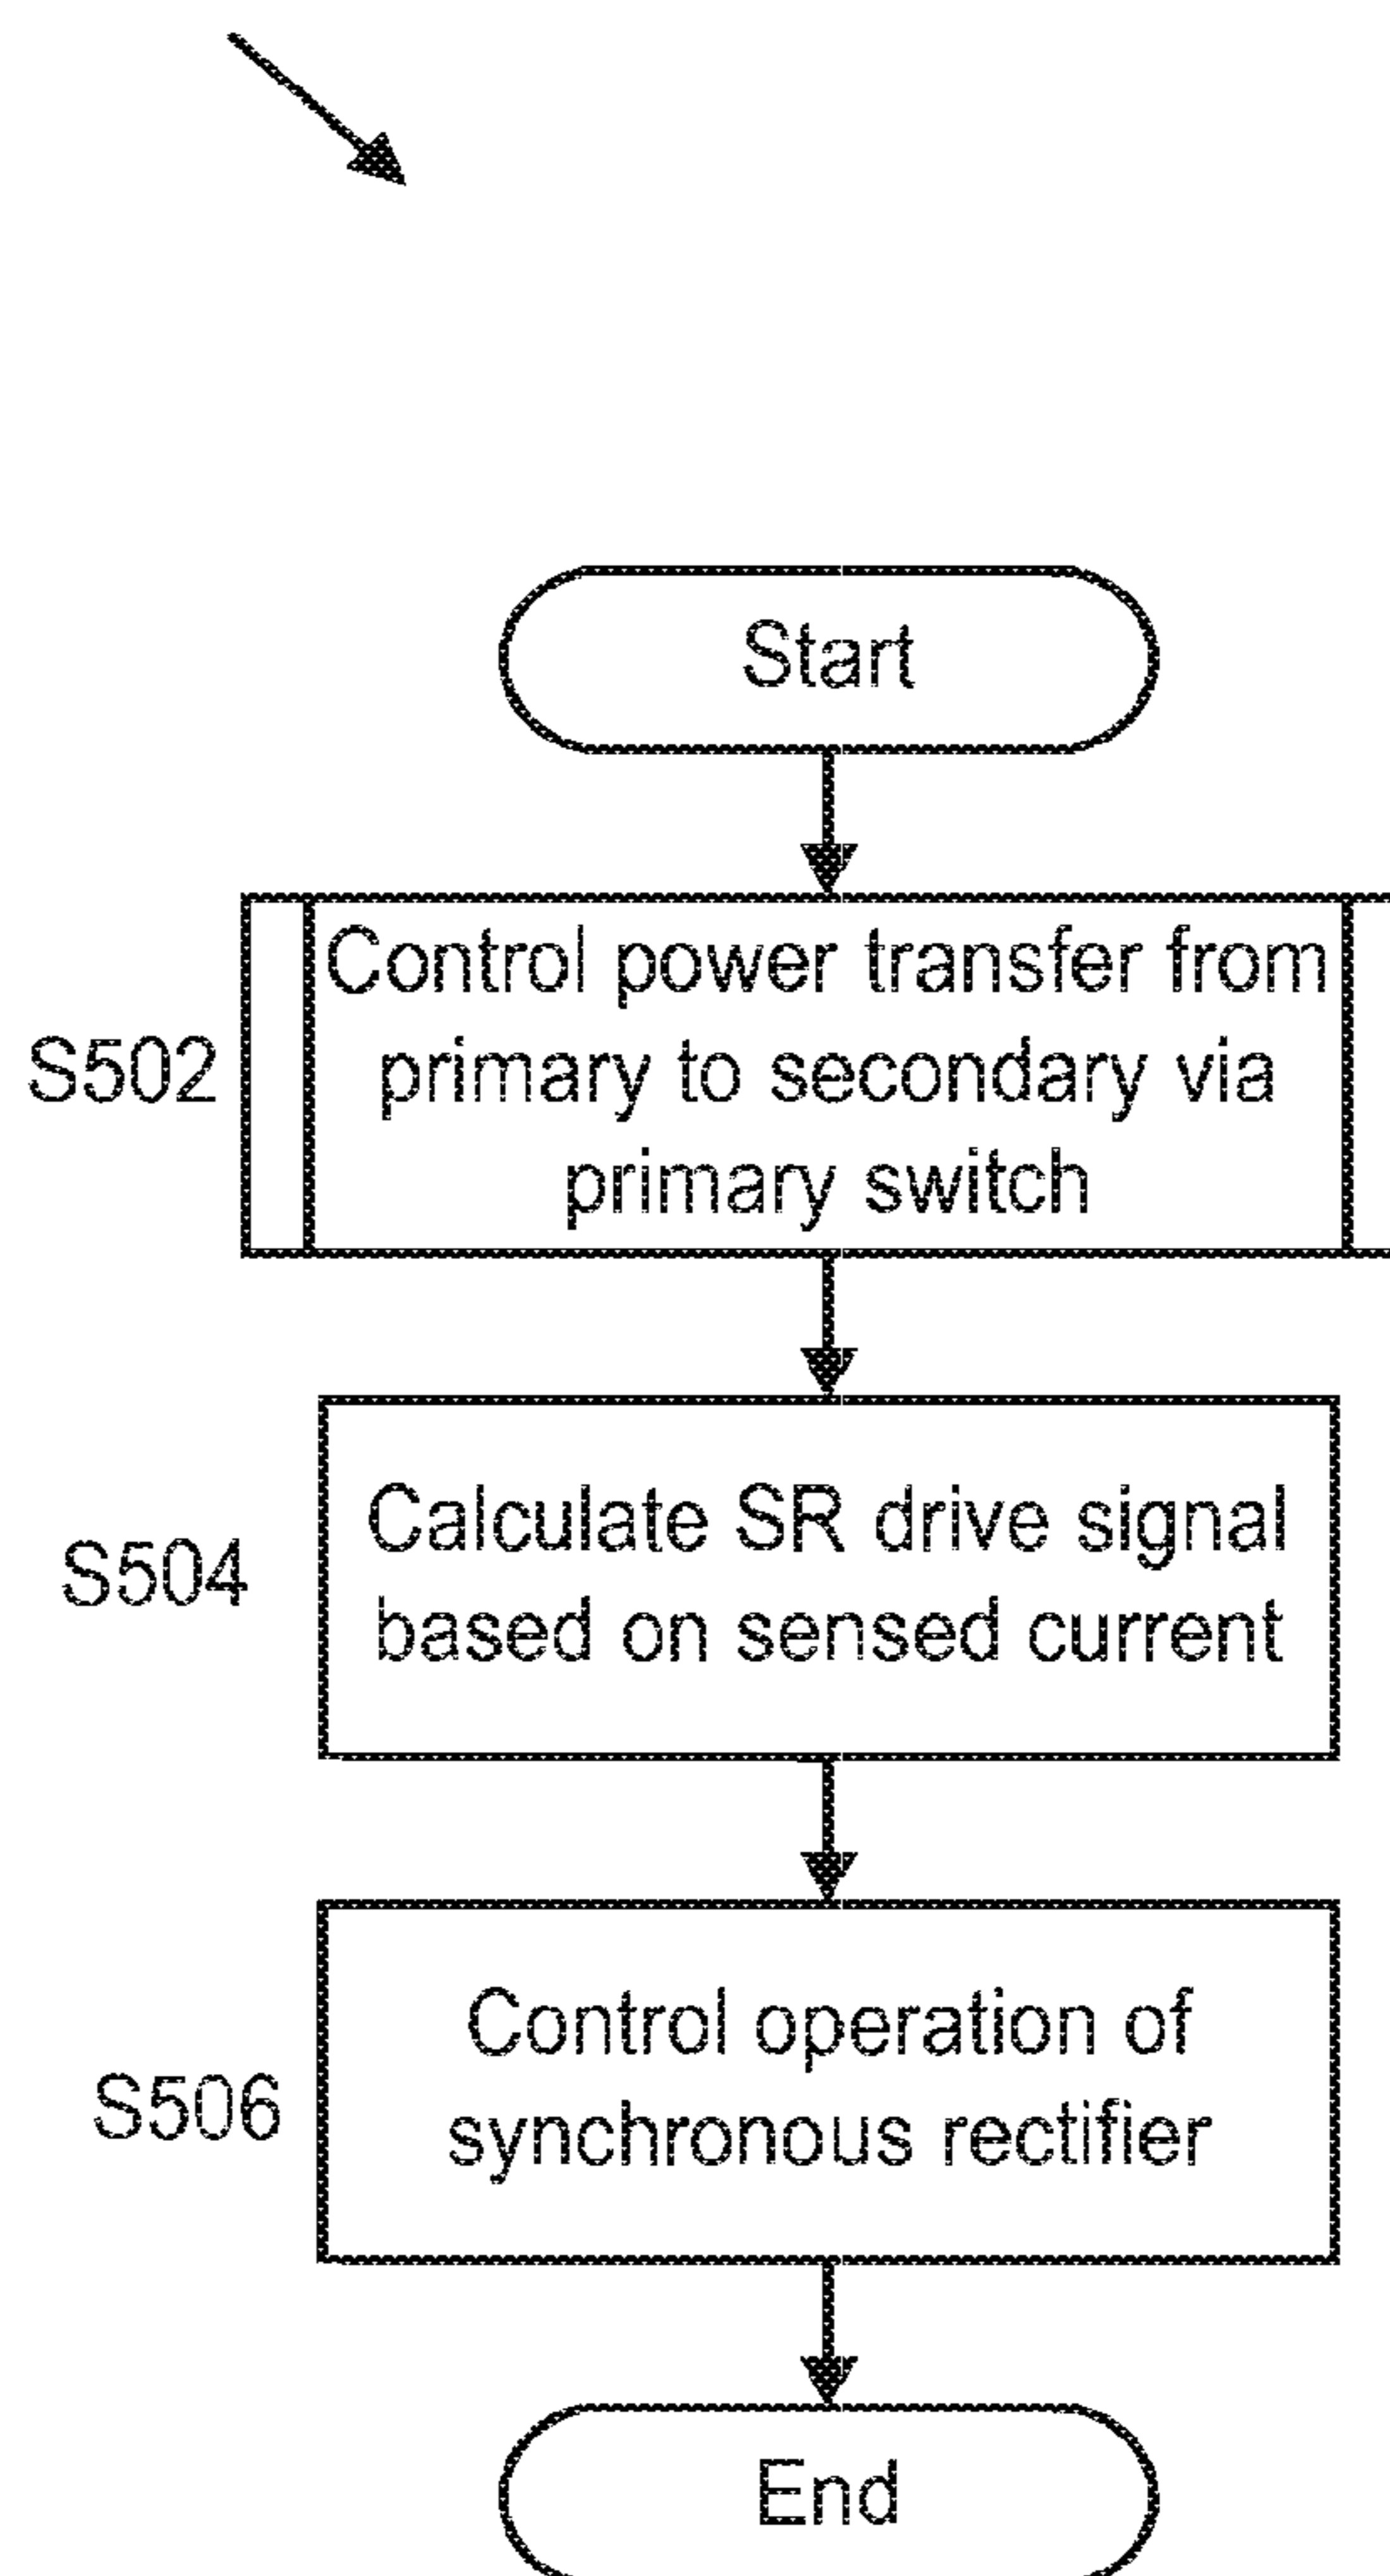 Start
S502
Control power transfer from
primary to secondary via
primary switch
S504
Calculate SR drive signal
based on sensed current
S506
Control operation of
synchronous rectifier
End